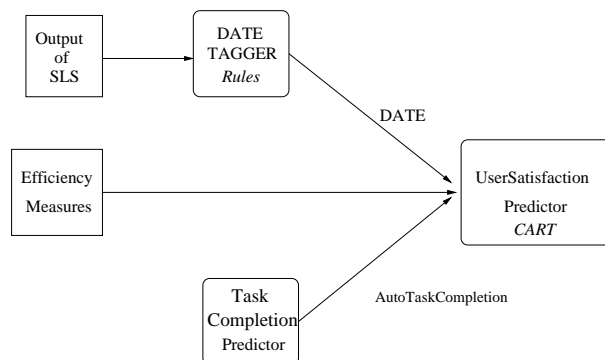 Output
of
SLS
DATE
TAGGER
Rules
DATE
Efficiency
Measures
UserSatisfaction
Predictor
CART
AutoTaskCompletion
Task
Completion
Predictor